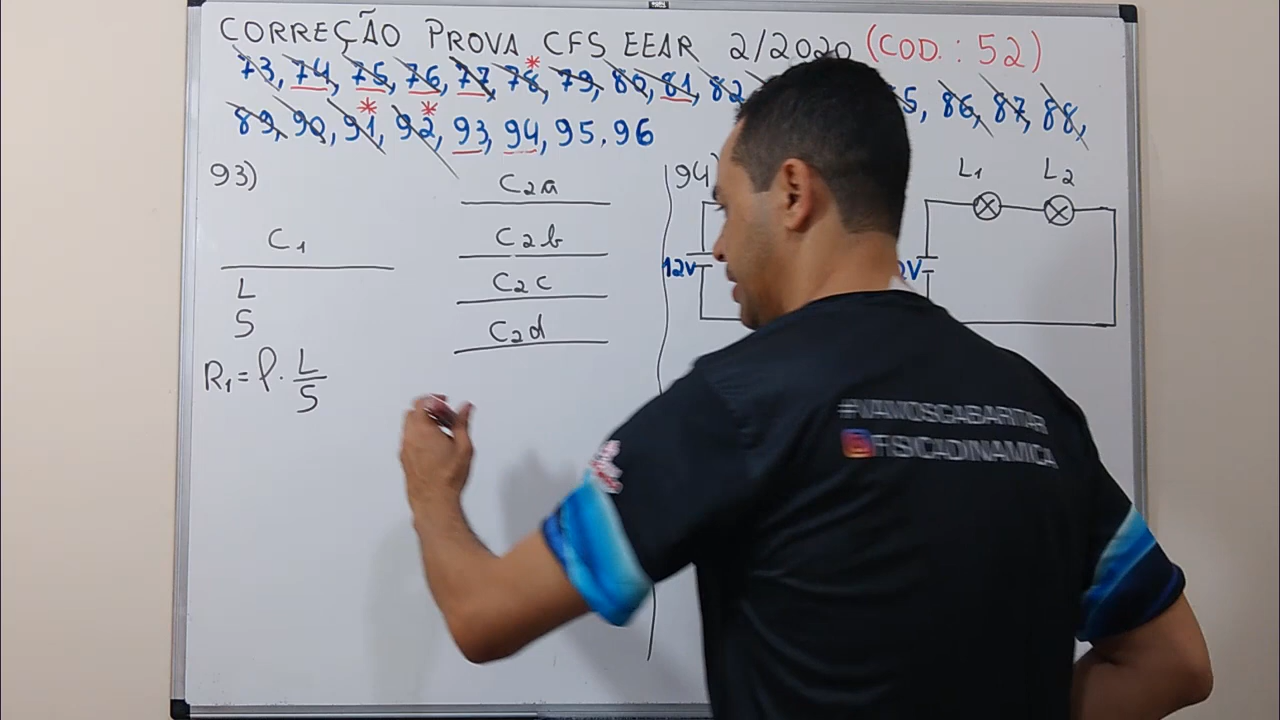 CORREÇÃO PROVA CFS EEAR 2/2020 (COD.: 52)
73, 74, 75, 76, 77, 78*, 79, 80, 81, 82 5, 86, 87, 88,
89, 90, 91*, 92*, 93, 94, 95, 96
93)
C2a
C1
C2b
L
C2c
S
C2d
R1 = ρ · L/S
94)
L1 L2
12V
2V
#VAMOSGABARITAR
FISICADINAMICA